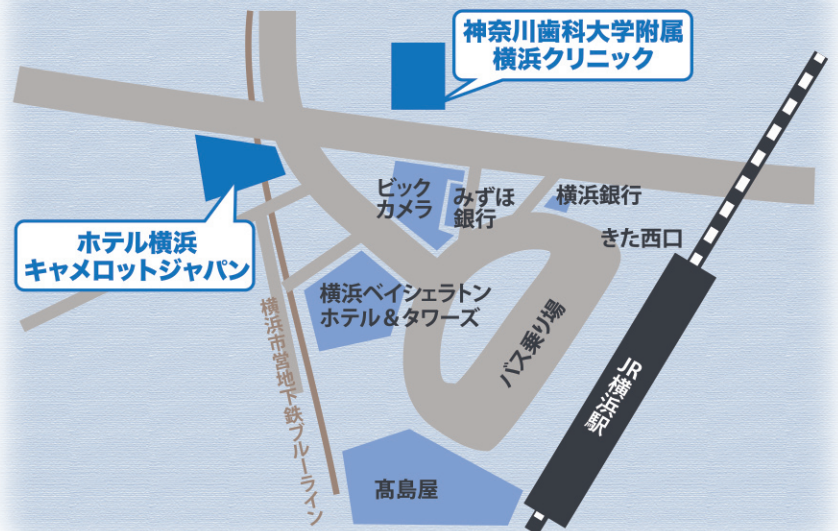 神奈川歯科大学附属
横浜クリニック
ビック
カメラ
みずほ
銀行
横浜銀行
きた西口
ホテル横浜
キャメロットジャパン
横浜ベイシェラトン
ホテル&タワーズ
バス乗り場
JR横浜駅
横浜市営地下鉄ブルーライン
髙島屋